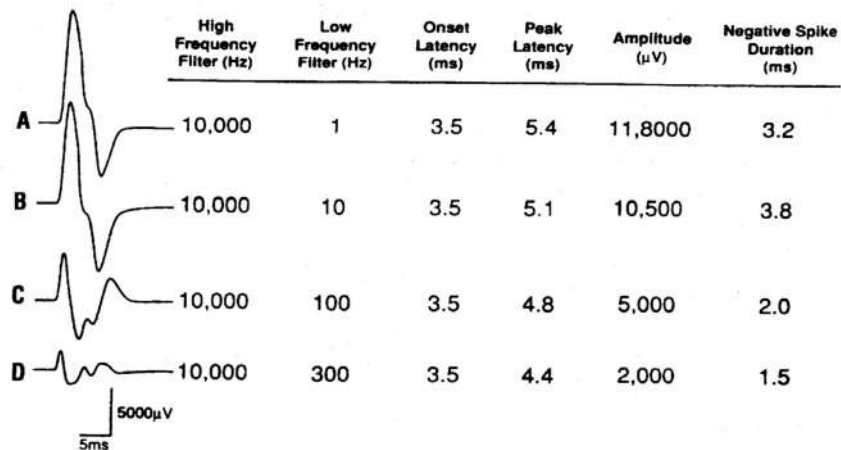 High Frequency Filter (Hz) Low Frequency Filter (Hz) Onset Latency (ms) Peak Latency (ms) Amplitude (µV) Negative Spike Duration (ms)
A 10,000 1 3.5 5.4 11,8000 3.2
B 10,000 10 3.5 5.1 10,500 3.8
C 10,000 100 3.5 4.8 5,000 2.0
D 10,000 300 3.5 4.4 2,000 1.5
5000µV
5ms